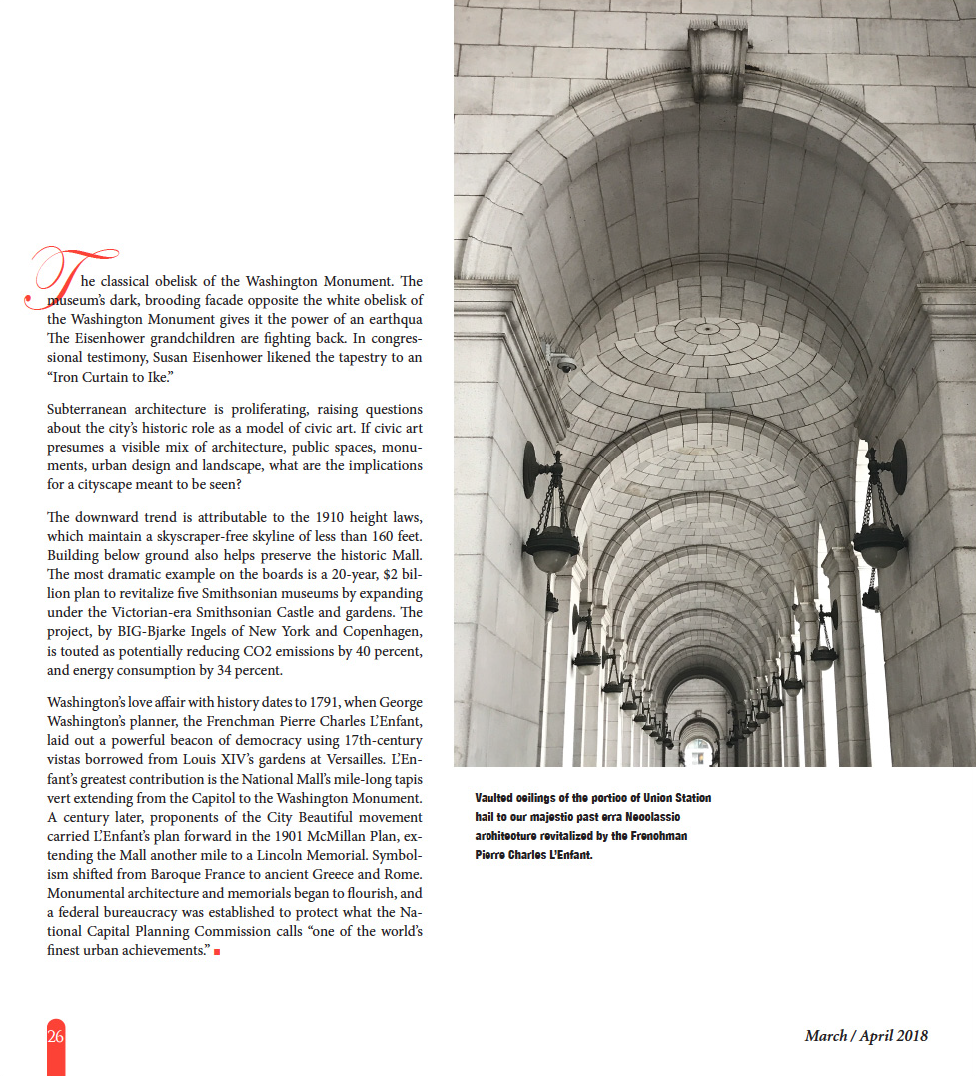 The classical obelisk of the Washington Monument. The
museum's dark, brooding facade opposite the white obelisk of
the Washington Monument gives it the power of an earthqua
The Eisenhower grandchildren are fighting back. In congres-
sional testimony, Susan Eisenhower likened the tapestry to an
“Iron Curtain to Ike.”
Subterranean architecture is proliferating, raising questions
about the city's historic role as a model of civic art. If civic art
presumes a visible mix of architecture, public spaces, monu-
ments, urban design and landscape, what are the implications
for a cityscape meant to be seen?
The downward trend is attributable to the 1910 height laws,
which maintain a skyscraper-free skyline of less than 160 feet.
Building below ground also helps preserve the historic Mall.
The most dramatic example on the boards is a 20-year, $2 bil-
lion plan to revitalize five Smithsonian museums by expanding
under the Victorian-era Smithsonian Castle and gardens. The
project, by BIG-Bjarke Ingels of New York and Copenhagen,
is touted as potentially reducing CO2 emissions by 40 percent,
and energy consumption by 34 percent.
Washington's love affair with history dates to 1791, when George
Washington's planner, the Frenchman Pierre Charles L'Enfant,
laid out a powerful beacon of democracy using 17th-century
vistas borrowed from Louis XIV's gardens at Versailles. L'En-
fant's greatest contribution is the National Mall's mile-long tapis
vert extending from the Capitol to the Washington Monument.
A century later, proponents of the City Beautiful movement
carried L'Enfant's plan forward in the 1901 McMillan Plan, ex-
tending the Mall another mile to a Lincoln Memorial. Symbol-
ism shifted from Baroque France to ancient Greece and Rome.
Monumental architecture and memorials began to flourish, and
a federal bureaucracy was established to protect what the Na-
tional Capital Planning Commission calls “one of the world's
finest urban achievements.”
Vaulted ceilings of the portico of Union Station
hail to our majestic past erra Neoclassic
architecture revitalized by the Frenchman
Pierre Charles L'Enfant.
26
March / April 2018